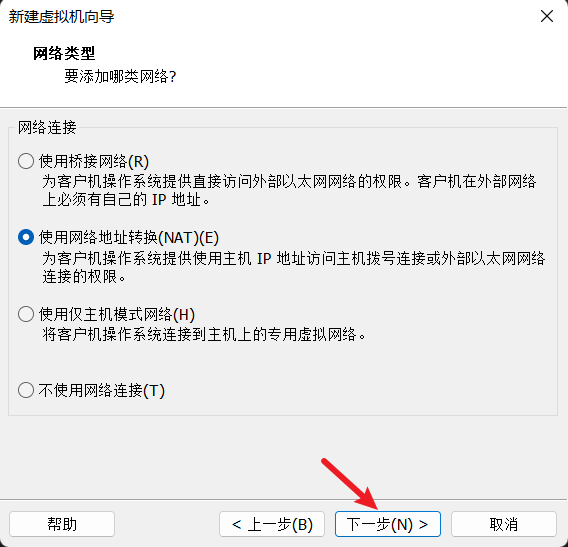 新建虚拟机向导
网络类型
要添加哪类网络?
网络连接
使用桥接网络(R)
为客户机操作系统提供直接访问外部以太网网络的权限。客户机在外部网络
上必须有自己的 IP 地址。
使用网络地址转换(NAT)(E)
为客户机操作系统提供使用主机 IP 地址访问主机拨号连接或外部以太网网络
连接的权限。
使用仅主机模式网络(H)
将客户机操作系统连接到主机上的专用虚拟网络。
不使用网络连接(T)
帮助
< 上一步(B)
下一步(N) >
取消